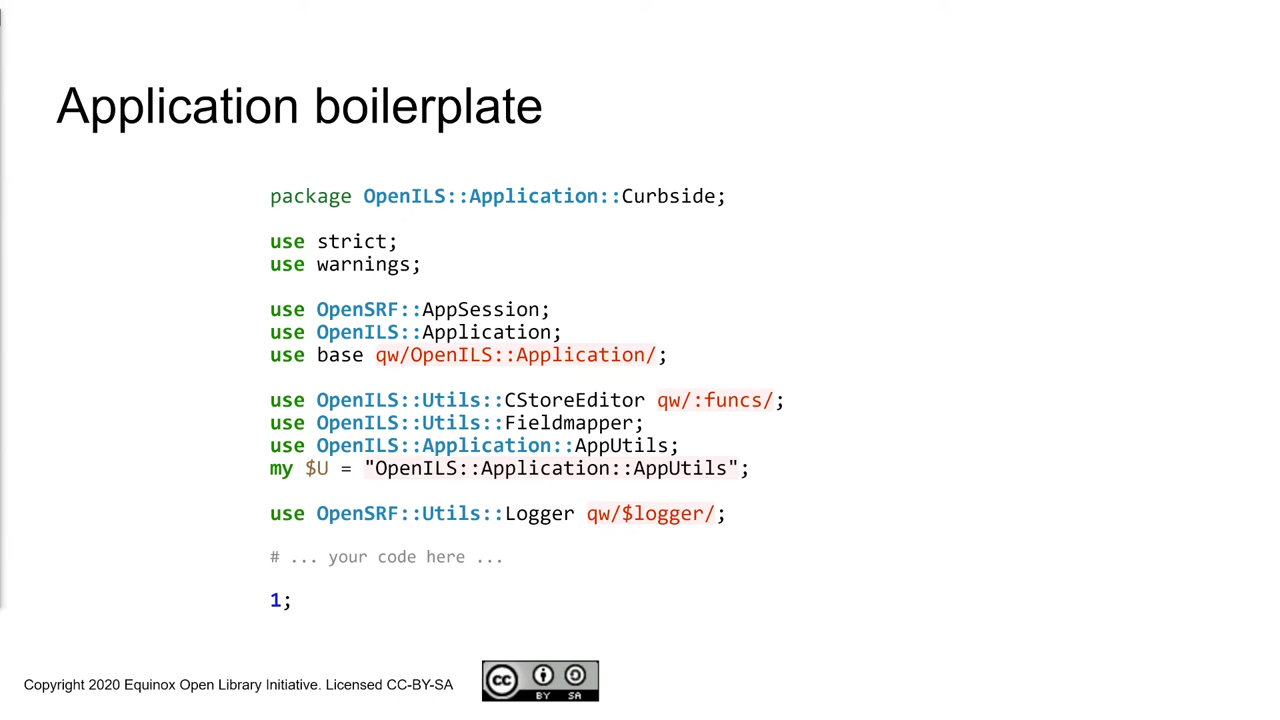 Application boilerplate
package OpenILS::Application::Curbside;
use strict;
use warnings;
use OpenSRF::AppSession;
use OpenILS::Application;
use base qw/OpenILS::Application/;
use OpenILS::Utils::CStoreEditor qw/:funcs/;
use OpenILS::Utils::Fieldmapper;
use OpenILS::Application::AppUtils;
my $U = "OpenILS::Application::AppUtils";
use OpenSRF::Utils::Logger qw/$logger/;
# ... your code here ...
1;
Copyright 2020 Equinox Open Library Initiative. Licensed CC-BY-SA
cc BY SA